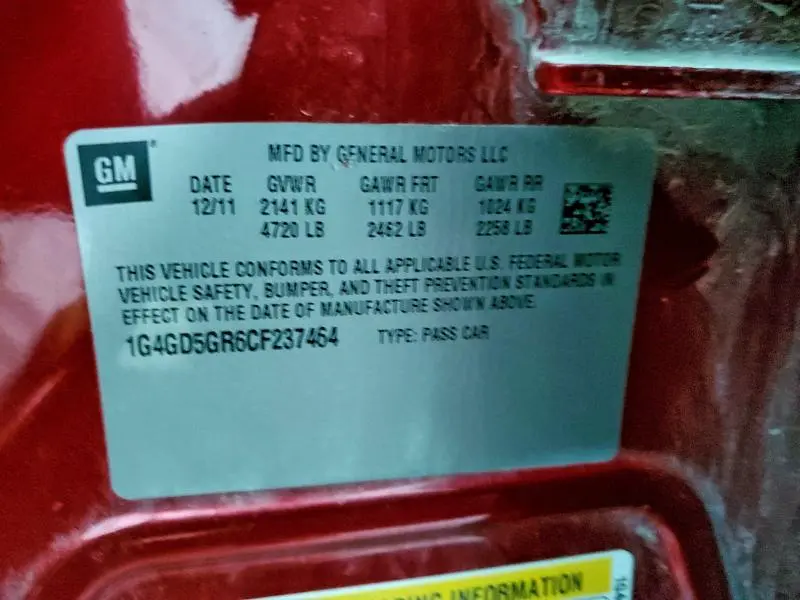 GM
MFD BY GENERAL MOTORS LLC
DATE GVWR GAWR FRT GAWR RR
12/11 2141 KG 1117 KG 1024 KG
4720 LB 2462 LB 2258 LB
THIS VEHICLE CONFORMS TO ALL APPLICABLE U.S. FEDERAL MOTOR
VEHICLE SAFETY, BUMPER, AND THEFT PREVENTION STANDARDS IN
EFFECT ON THE DATE OF MANUFACTURE SHOWN ABOVE.
1G4GD5GR6CF237464 TYPE: PASS CAR
INFORMATION